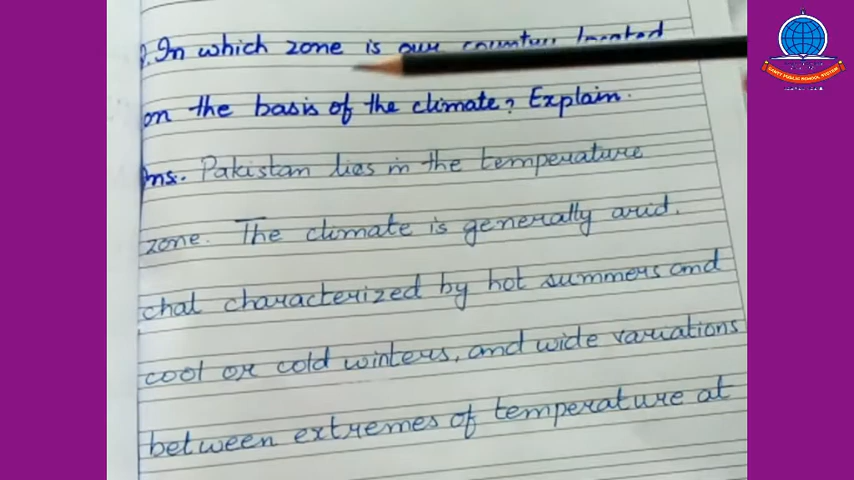 Q. In which zone is our country located
on the basis of the climate? Explain.
Ans. Pakistan lies in the temperature
zone. The climate is generally arid,
chat characterized by hot summers and
cool or cold winters, and wide variations
between extremes of temperature at